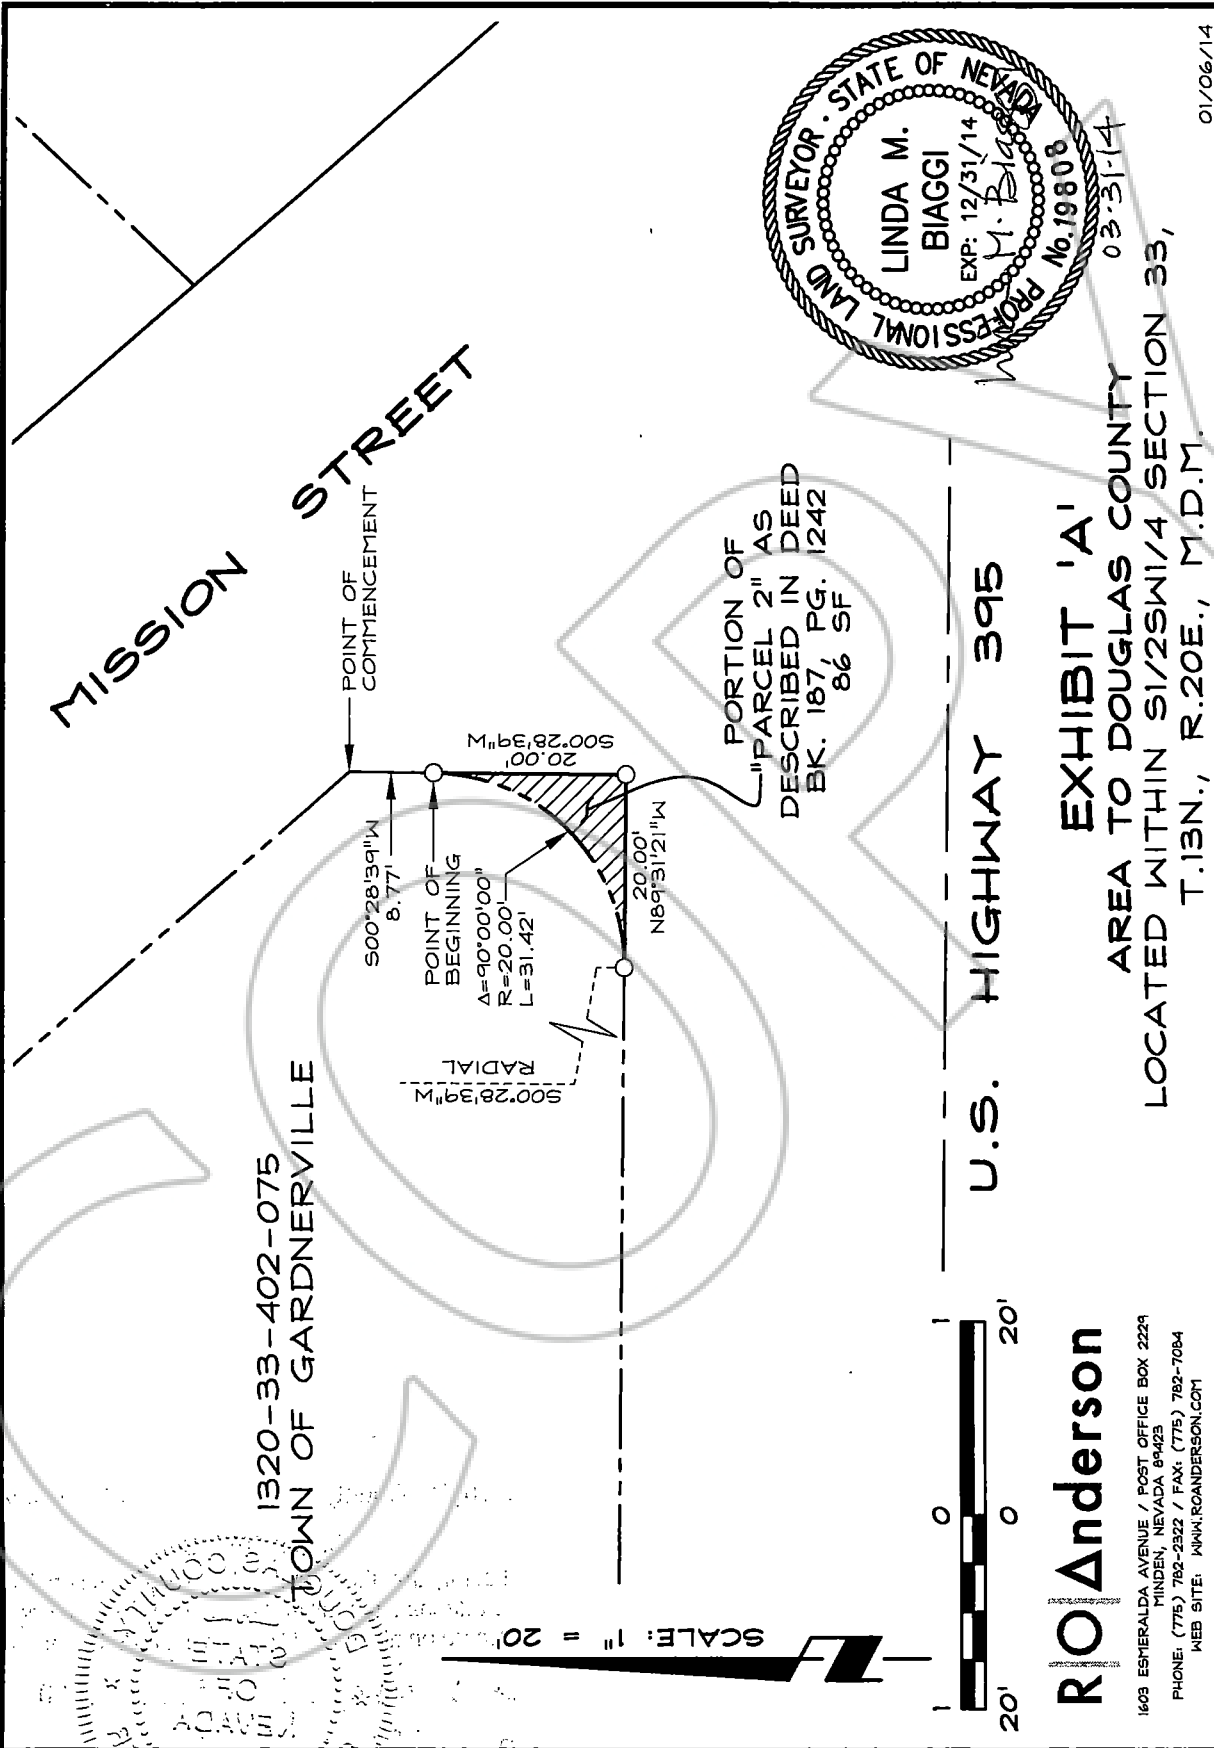 MISSION STREET
POINT OF
COMMENCEMENT
S00°28'39"W
8.77'
POINT OF
BEGINNING
Δ=90°00'00"
R=20.00'
L=31.42'
S00°28'39"W
20.00'
20.00'
N89°31'21"W
S00°28'39"W
RADIAL
PORTION OF
"PARCEL 2" AS
DESCRIBED IN DEED
BK. 187, PG. 1242
86 SF
1320-33-402-075
TOWN OF GARDNERVILLE
U.S. HIGHWAY 395
SCALE: 1" = 20'
20' 0 20'
EXHIBIT 'A'
AREA TO DOUGLAS COUNTY
LOCATED WITHIN S1/2SW1/4 SECTION 33,
T.13N., R.20E., M.D.M.
PROFESSIONAL LAND SURVEYOR · STATE OF NEVADA
LINDA M.
BIAGGI
EXP: 12/31/14
No. 19808
03-31-14
01/06/14
RO Anderson
1603 ESMERALDA AVENUE / POST OFFICE BOX 2229
MINDEN, NEVADA 89423
PHONE: (775) 782-2322 / FAX: (775) 782-7084
WEB SITE: WWW.ROANDERSON.COM
DOUGLAS COUNTY
STATE
OF
NEVADA
COPY